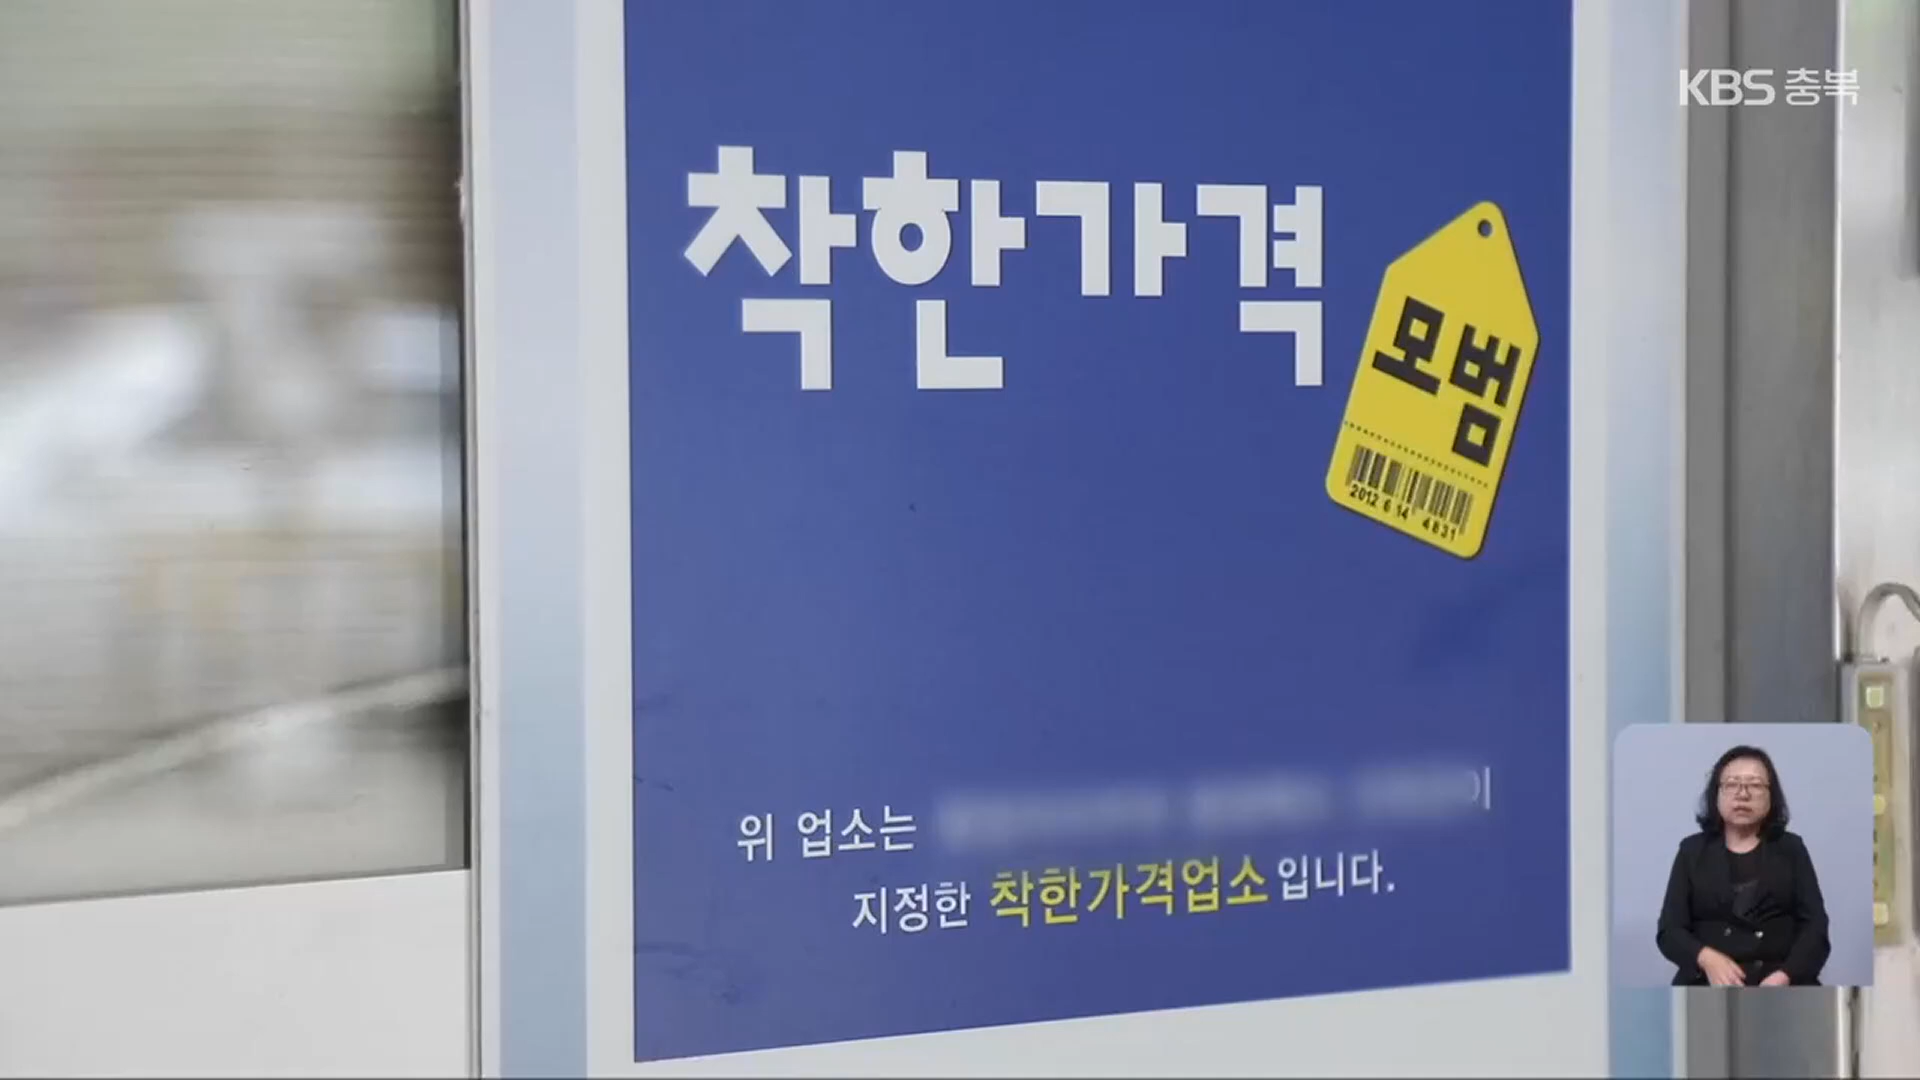 KBS 충북
착한가격
모범
2012 6 14 4831
위 업소는
지정한 착한가격업소입니다.